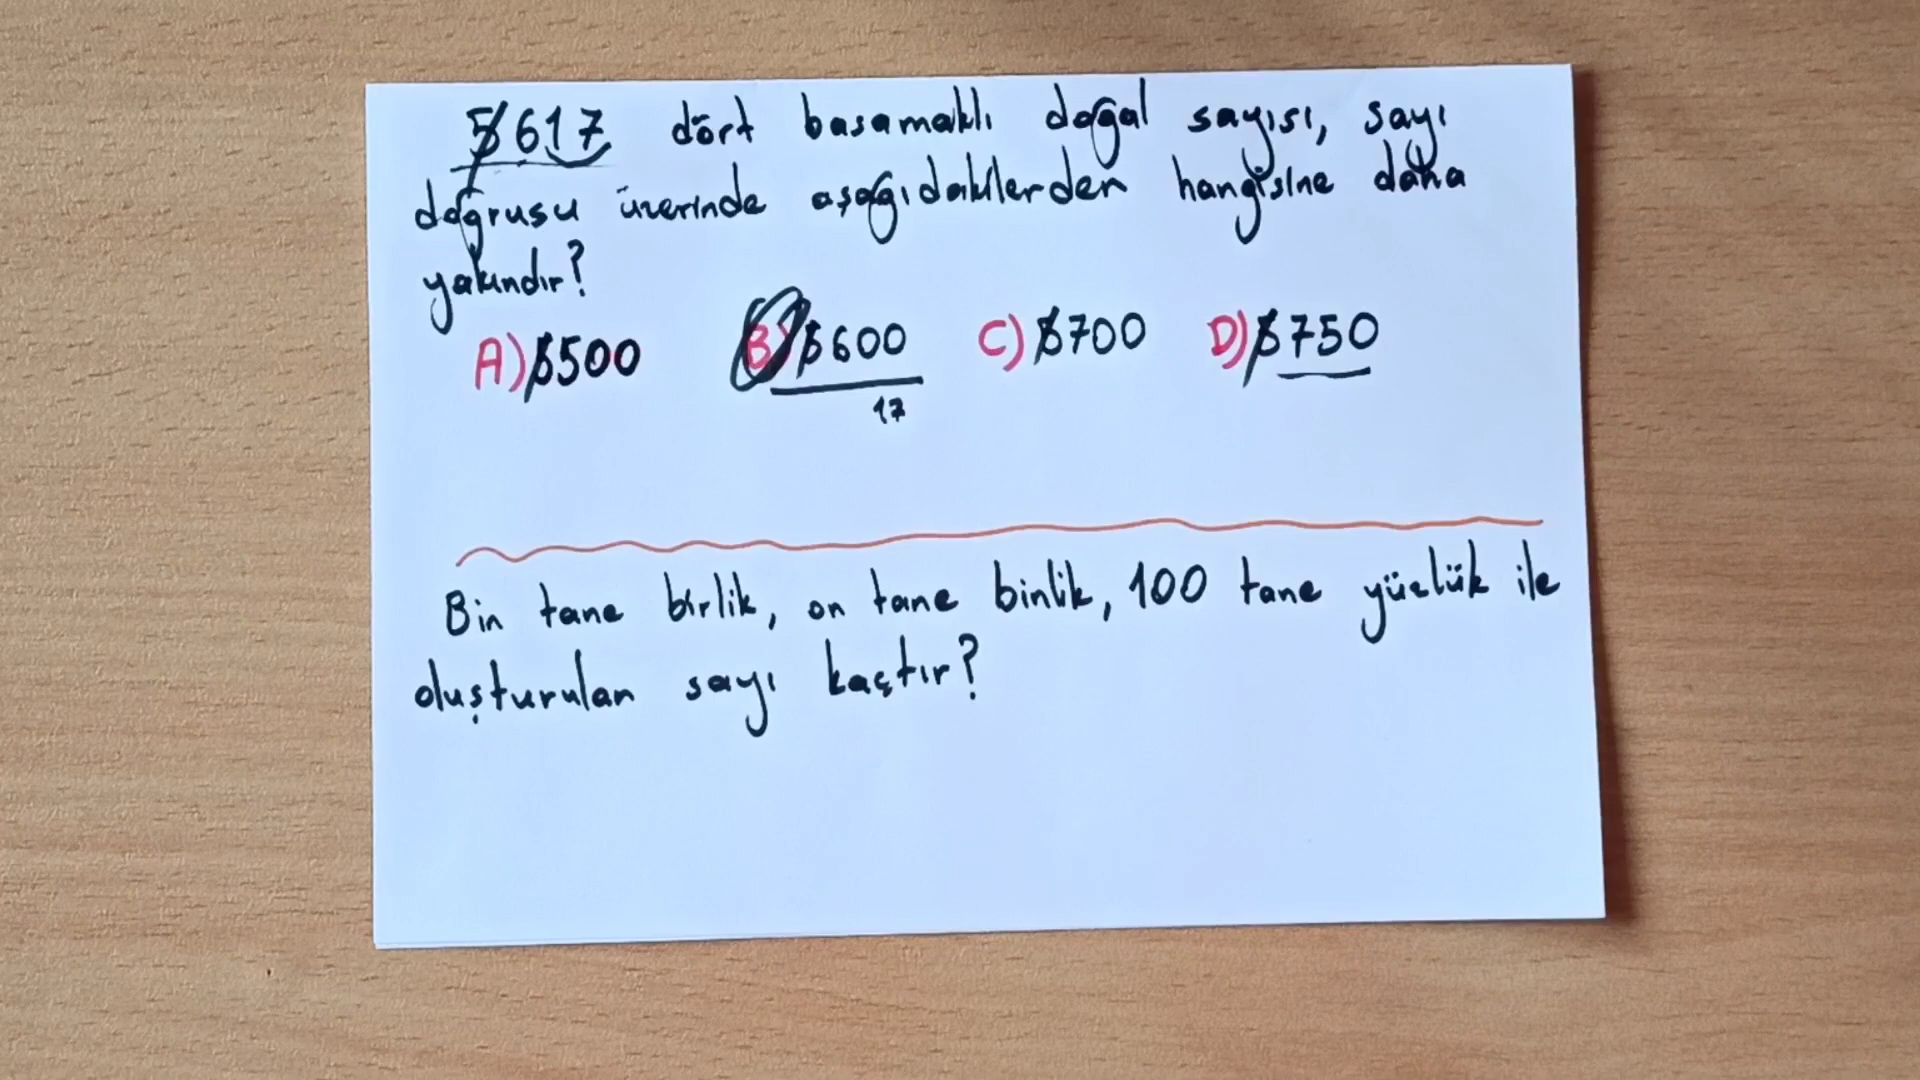 5617 dört basamaklı doğal sayısı, sayı
doğrusu üzerinde aşağıdakilerden hangisine daha
yakındır?
A) 5500 B) 5600 C) 5700 D) 5750
17
Bin tane birlik, on tane binlik, 100 tane yüzlük ile
oluşturulan sayı kaçtır?